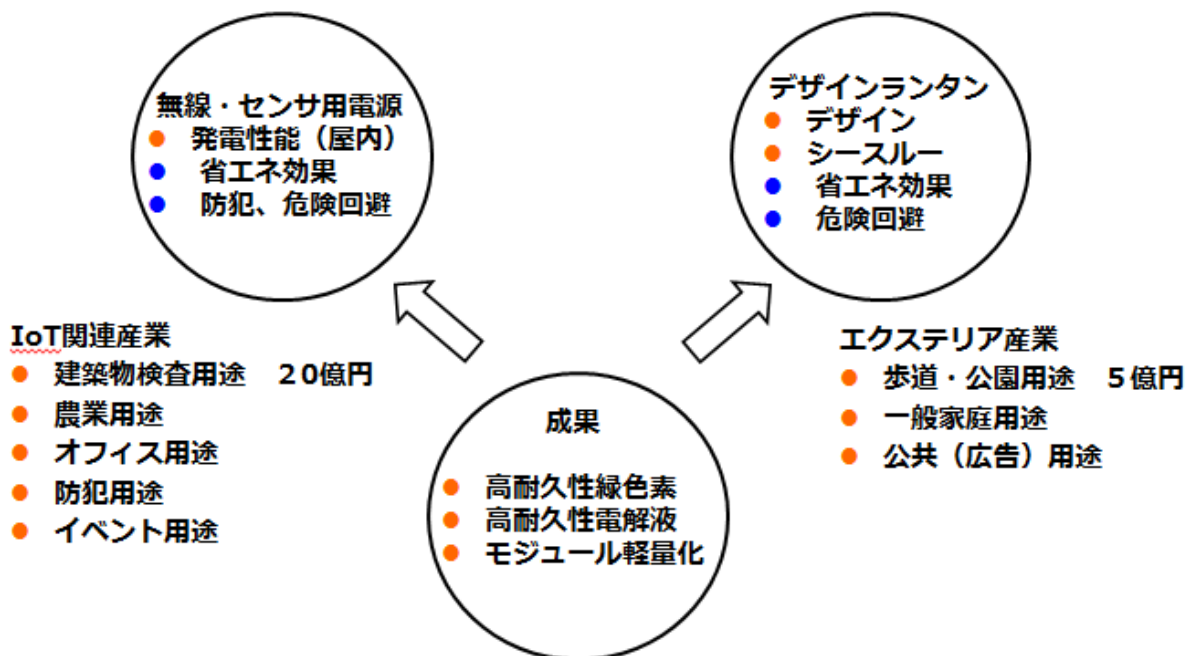 無線・センサ用電源
● 発電性能（屋内）
● 省エネ効果
● 防犯、危険回避
デザインランタン
● デザイン
● シースルー
● 省エネ効果
● 危険回避
IoT関連産業
● 建築物検査用途　２０億円
● 農業用途
● オフィス用途
● 防犯用途
● イベント用途
エクステリア産業
● 歩道・公園用途　５億円
● 一般家庭用途
● 公共（広告）用途
成果
● 高耐久性緑色素
● 高耐久性電解液
● モジュール軽量化